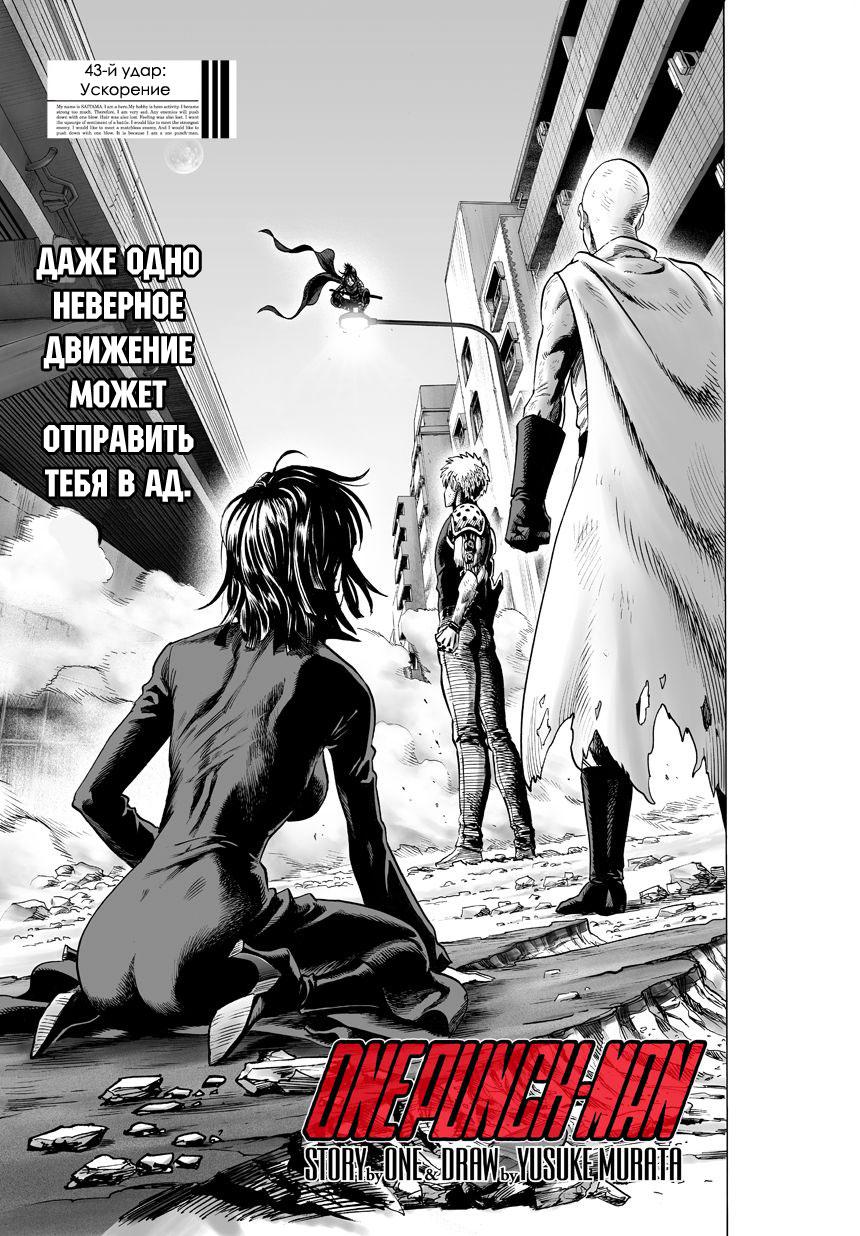 43-й удар:
Ускорение
My name is SAITAMA. I am a hero. My hobby is hero activity. I became
strong too much. Therefore, I am very sad. Any enemies will push
down with one blow. Hair was also lost. Feeling was also lost. I want
the upsurge of sentiment of a battle. I would like to meet the strongest
enemy. I would like to meet a matchless enemy. And I would like to
push down with one blow. It is because I am a one punch-man.
ДАЖЕ ОДНО
НЕВЕРНОЕ
ДВИЖЕНИЕ
МОЖЕТ
ОТПРАВИТЬ
ТЕБЯ В АД.
ONE PUNCH-MAN
STORY by ONE & DRAW by YUSUKE MURATA